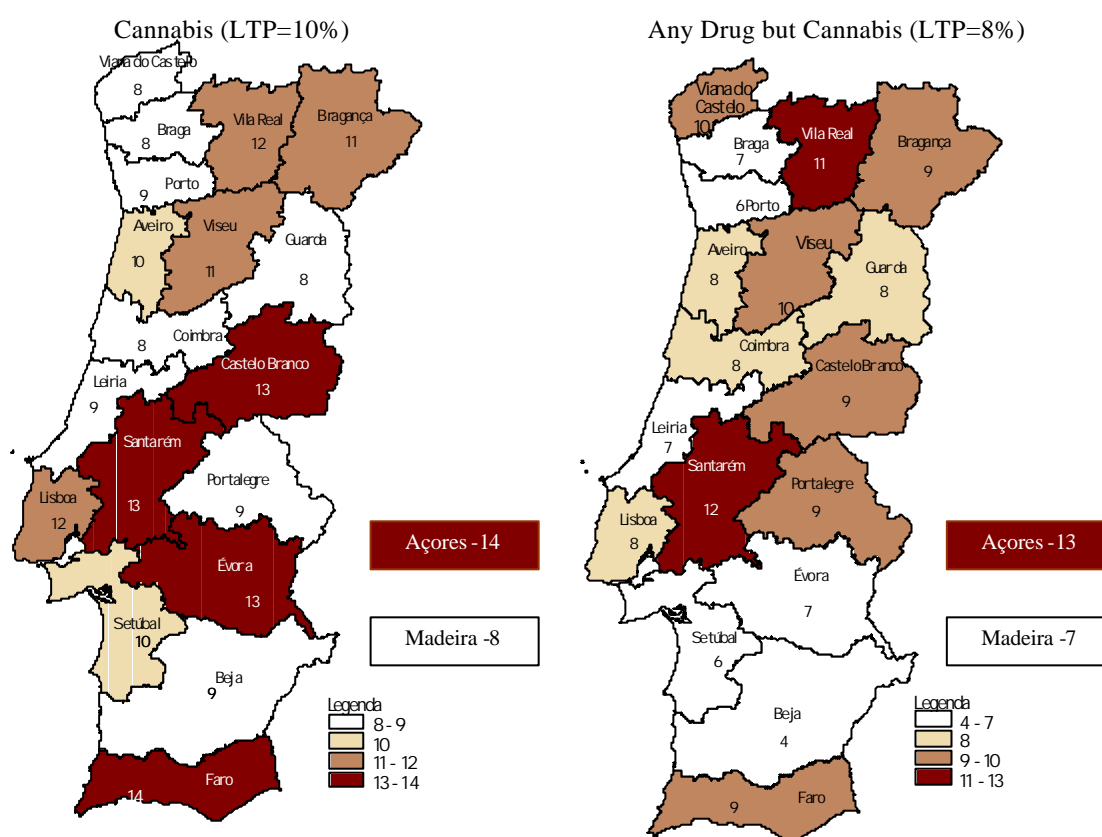 Cannabis (LTP=10%)
Viana do Castelo
8
Braga
8
Vila Real
12
Bragança
11
Porto
9
Aveiro
10
Viseu
11
Guarda
8
Coimbra
8
Castelo Branco
13
Leiria
9
Santarém
13
Portalegre
9
Lisboa
12
Évora
13
Setúbal
10
Beja
9
Faro
14
Açores -14
Madeira -8
Legenda
8 - 9
10
11 - 12
13 - 14
Any Drug but Cannabis (LTP=8%)
Viana do
Castelo
10
Braga
7
Vila Real
11
Bragança
9
6 Porto
Aveiro
8
Viseu
10
Guarda
8
Coimbra
8
Castelo Branco
9
Leiria
7
Santarém
12
Portalegre
9
Lisboa
8
Évora
7
Setúbal
6
Beja
4
9 Faro
Açores -13
Madeira -7
Legenda
4 - 7
8
9 - 10
11 - 13